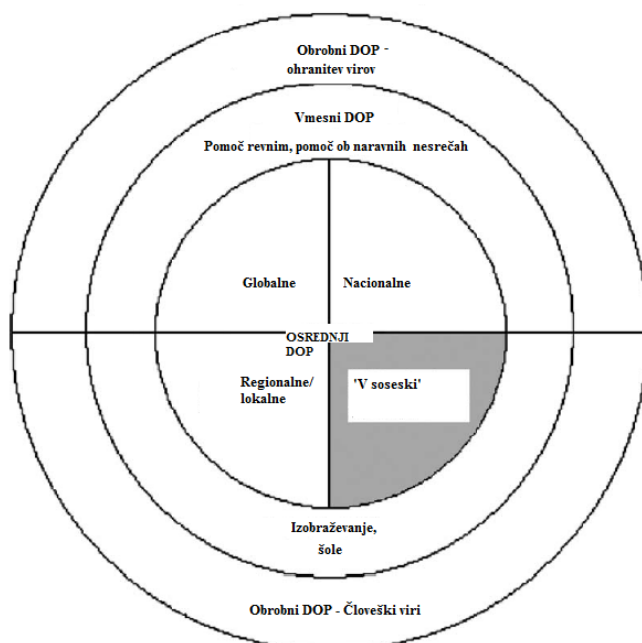 Obrobni DOP -
ohranitev virov
Vmesni DOP
Pomoč revnim, pomoč ob naravnih nesrečah
Globalne
Nacionalne
OSREDNJI
DOP
Regionalne/
lokalne
'V soseski'
Izobraževanje,
šole
Obrobni DOP - Človeški viri